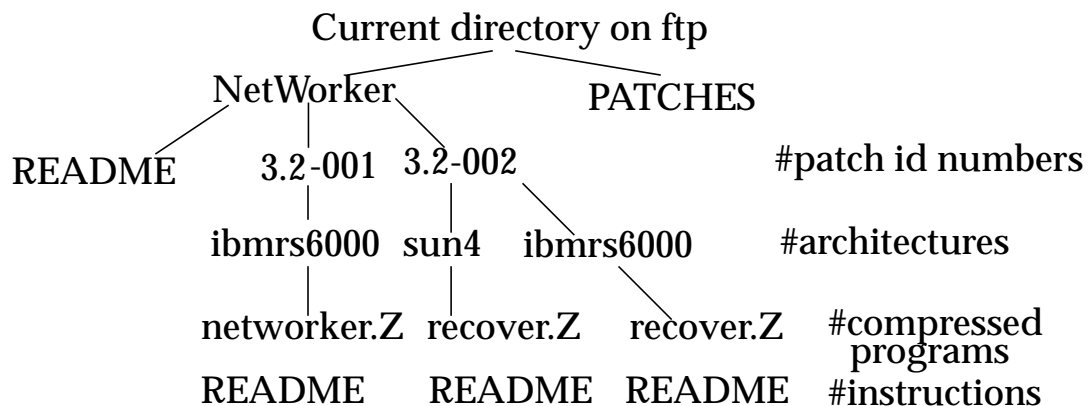 Current directory on ftp
NetWorker PATCHES
README 3.2-001 3.2-002 #patch id numbers
ibmrs6000 sun4 ibmrs6000 #architectures
networker.Z recover.Z recover.Z #compressed
programs
README README README #instructions